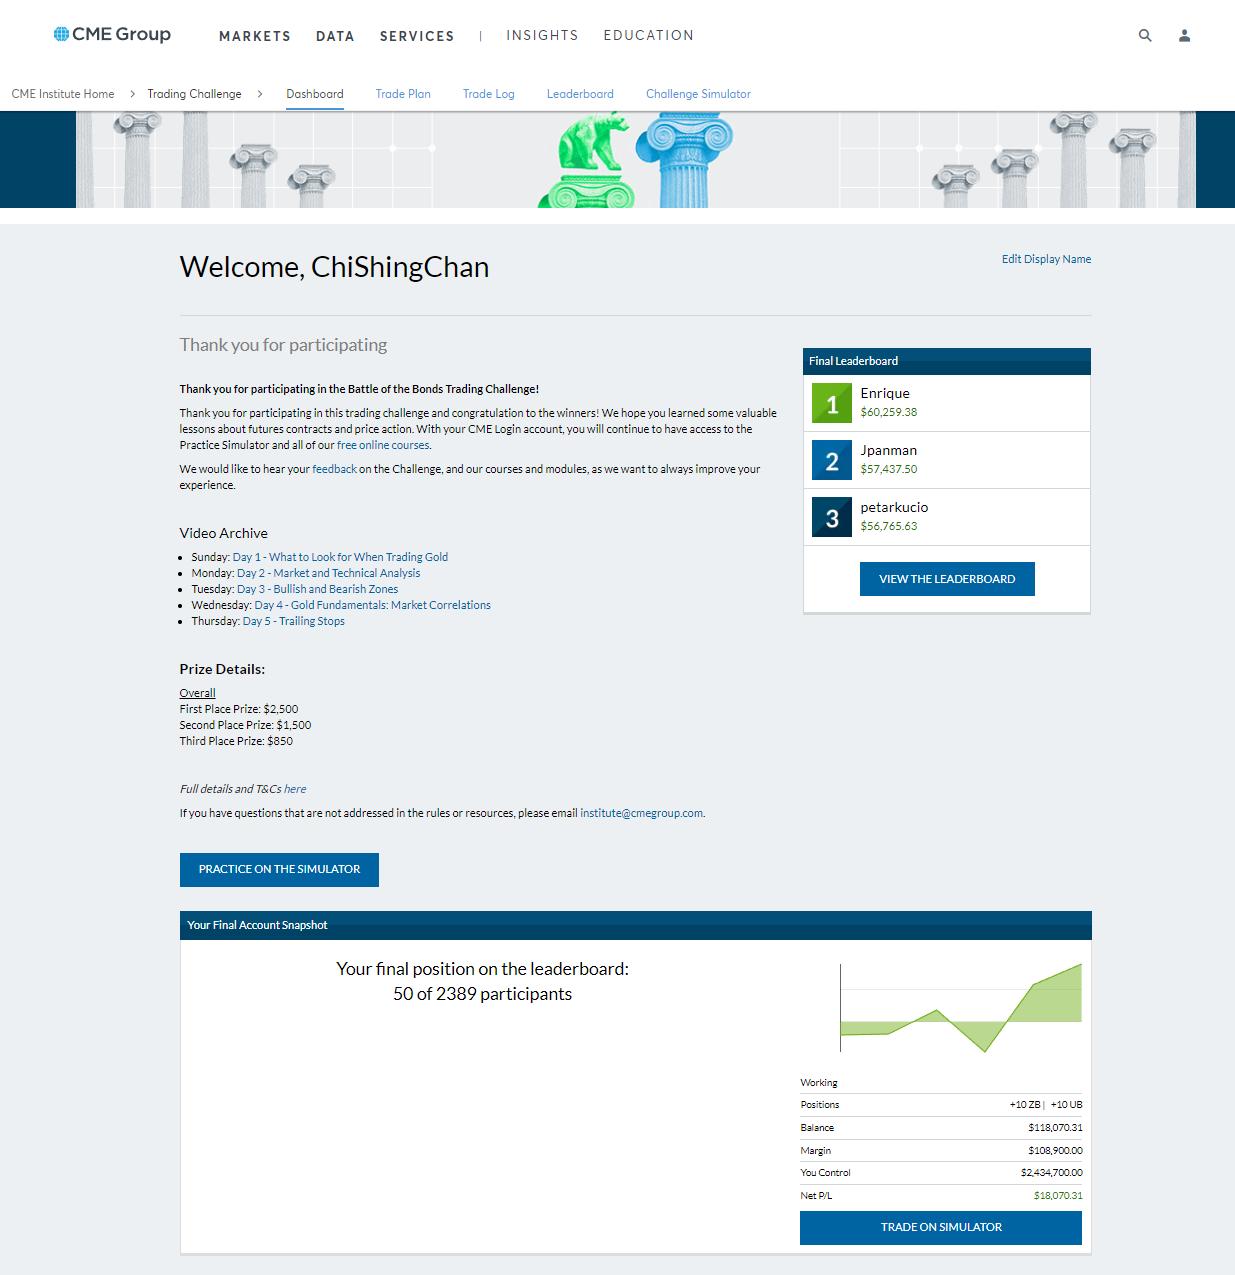 CME Group
MARKETS DATA SERVICES | INSIGHTS EDUCATION
CME Institute Home > Trading Challenge > Dashboard Trade Plan Trade Log Leaderboard Challenge Simulator
Welcome, ChiShingChan
Edit Display Name
Thank you for participating
Thank you for participating in the Battle of the Bonds Trading Challenge!
Thank you for participating in this trading challenge and congratulation to the winners! We hope you learned some valuable
lessons about futures contracts and price action. With your CME Login account, you will continue to have access to the
Practice Simulator and all of our free online courses.
We would like to hear your feedback on the Challenge, and our courses and modules, as we want to always improve your
experience.
Video Archive
Sunday: Day 1 - What to Look for When Trading Gold
Monday: Day 2 - Market and Technical Analysis
Tuesday: Day 3 - Bullish and Bearish Zones
Wednesday: Day 4 - Gold Fundamentals: Market Correlations
Thursday: Day 5 - Trailing Stops
Prize Details:
Overall
First Place Prize: $2,500
Second Place Prize: $1,500
Third Place Prize: $850
Full details and T&Cs here
If you have questions that are not addressed in the rules or resources, please email institute@cmegroup.com.
PRACTICE ON THE SIMULATOR
Final Leaderboard
1 Enrique
$60,259.38
2 Jpanman
$57,437.50
3 petarkucio
$56,765.63
VIEW THE LEADERBOARD
Your Final Account Snapshot
Your final position on the leaderboard:
50 of 2389 participants
Working
Positions +10 ZB | +10 UB
Balance $118,070.31
Margin $108,900.00
You Control $2,434,700.00
Net P/L $18,070.31
TRADE ON SIMULATOR